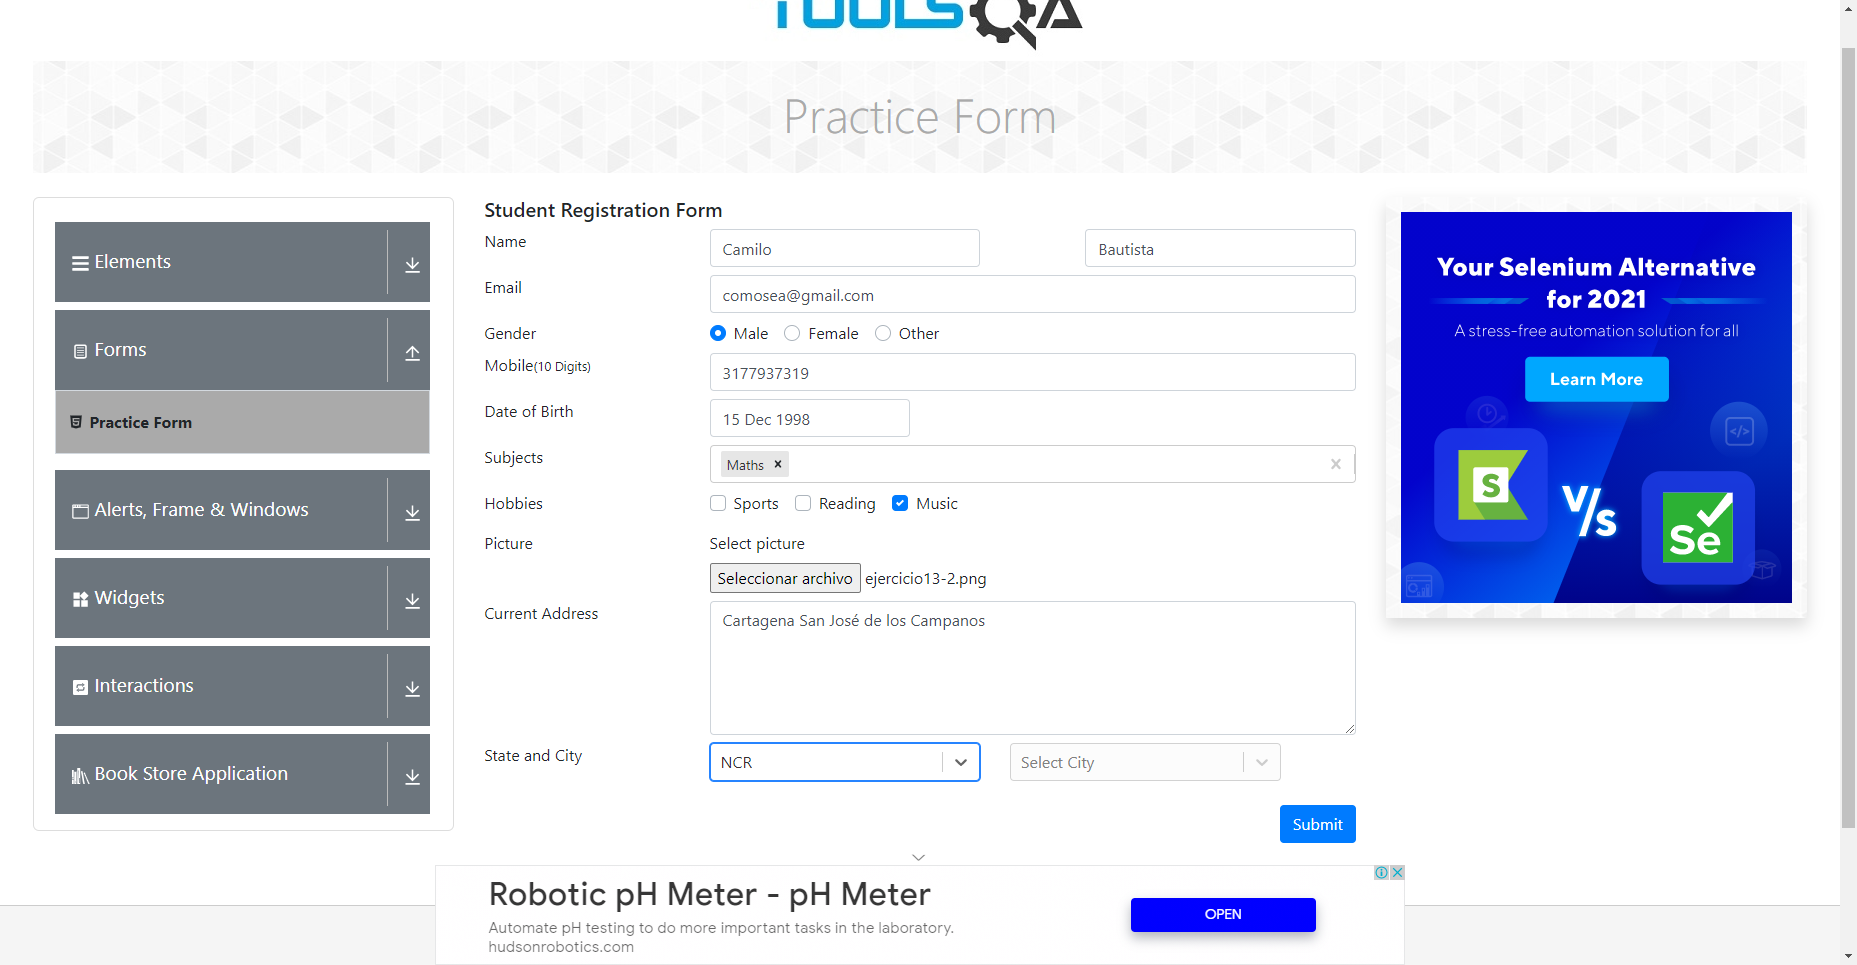 TOOLSQA
Practice Form
Elements
Forms
Practice Form
Alerts, Frame & Windows
Widgets
Interactions
Book Store Application
Student Registration Form
Name Camilo Bautista
Email comosea@gmail.com
Gender Male Female Other
Mobile(10 Digits) 3177937319
Date of Birth 15 Dec 1998
Subjects Maths
Hobbies Sports Reading Music
Picture Select picture
Seleccionar archivo ejercicio13-2.png
Current Address Cartagena San José de los Campanos
State and City NCR Select City
Submit
Your Selenium Alternative
for 2021
A stress-free automation solution for all
Learn More
S
V/s
Se
Robotic pH Meter - pH Meter
Automate pH testing to do more important tasks in the laboratory.
hudsonrobotics.com
OPEN